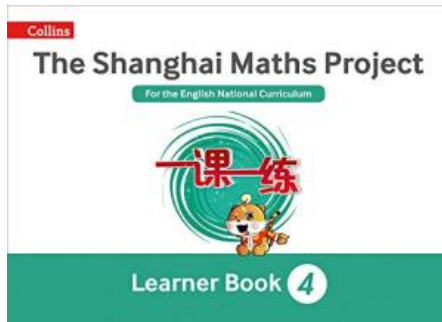 Collins
The Shanghai Maths Project
For the English National Curriculum
一课一练
Learner Book 4